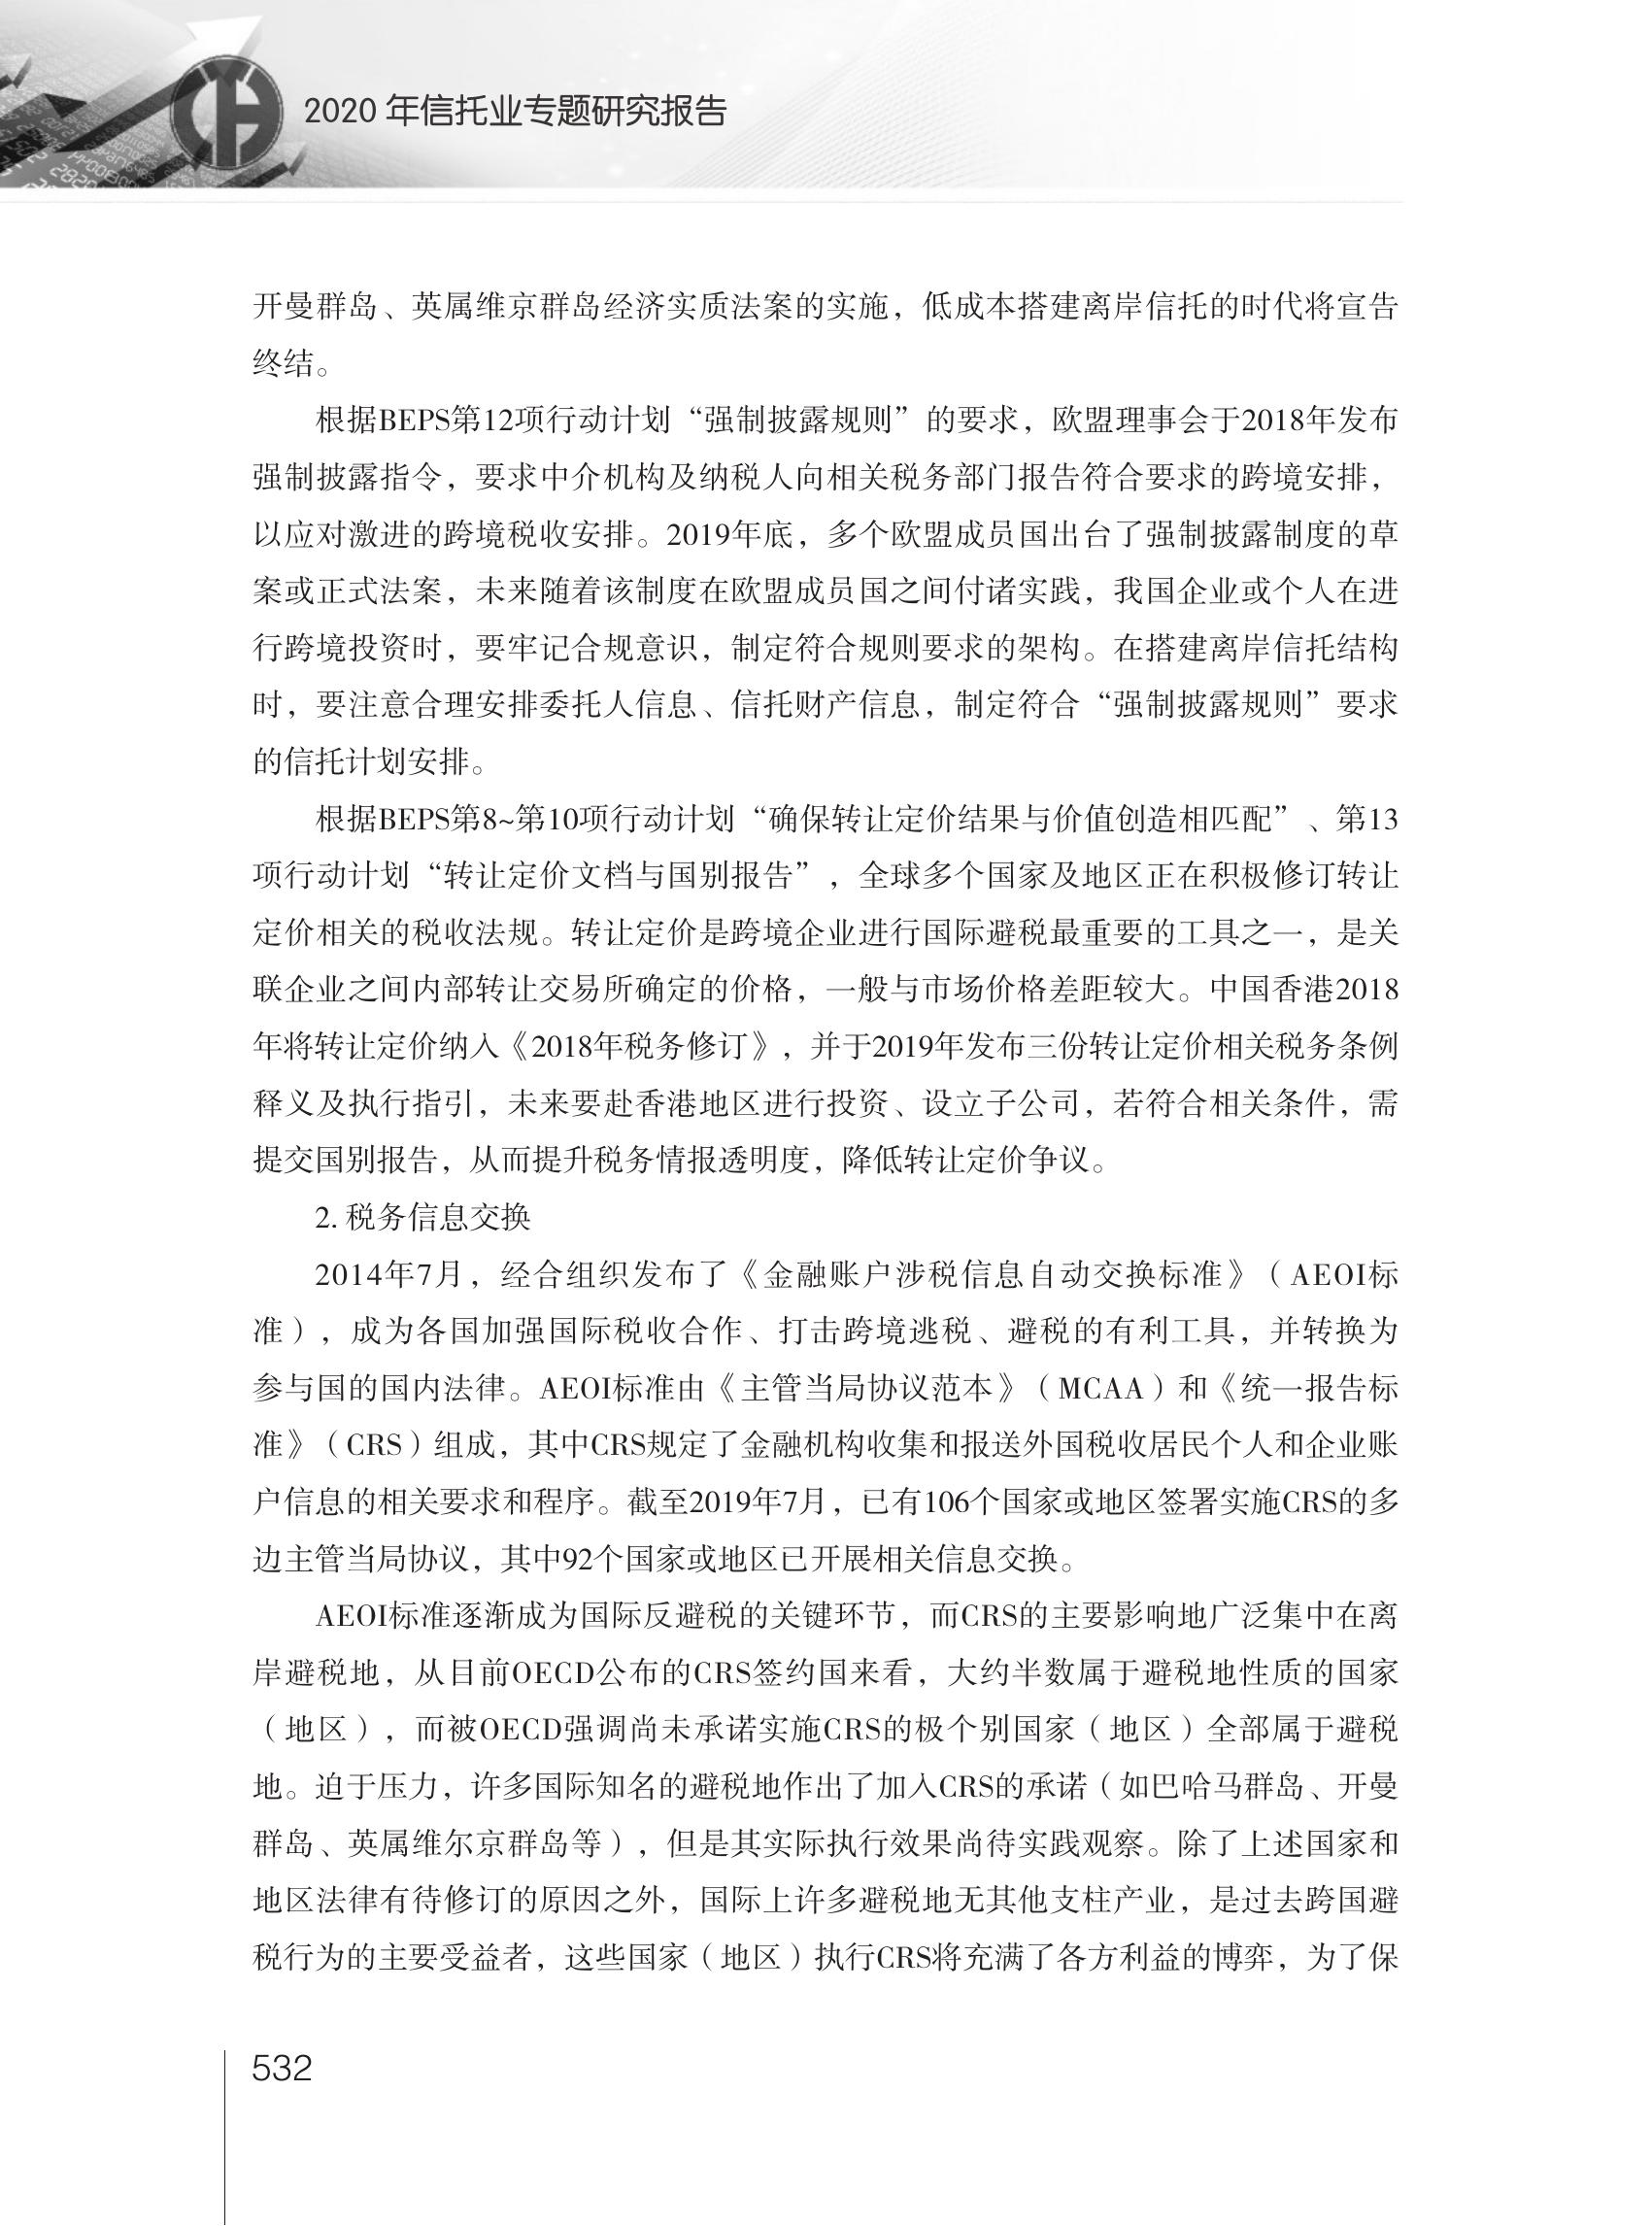 2020 年信托业专题研究报告
开曼群岛、英属维京群岛经济实质法案的实施，低成本搭建离岸信托的时代将宣告
终结。
根据BEPS第12项行动计划“强制披露规则”的要求，欧盟理事会于2018年发布
强制披露指令，要求中介机构及纳税人向相关税务部门报告符合要求的跨境安排，
以应对激进的跨境税收安排。2019年底，多个欧盟成员国出台了强制披露制度的草
案或正式法案，未来随着该制度在欧盟成员国之间付诸实践，我国企业或个人在进
行跨境投资时，要牢记合规意识，制定符合规则要求的架构。在搭建离岸信托结构
时，要注意合理安排委托人信息、信托财产信息，制定符合“强制披露规则”要求
的信托计划安排。
根据BEPS第8~第10项行动计划“确保转让定价结果与价值创造相匹配”、第13
项行动计划“转让定价文档与国别报告”，全球多个国家及地区正在积极修订转让
定价相关的税收法规。转让定价是跨境企业进行国际避税最重要的工具之一，是关
联企业之间内部转让交易所确定的价格，一般与市场价格差距较大。中国香港2018
年将转让定价纳入《2018年税务修订》，并于2019年发布三份转让定价相关税务条例
释义及执行指引，未来要赴香港地区进行投资、设立子公司，若符合相关条件，需
提交国别报告，从而提升税务情报透明度，降低转让定价争议。
2. 税务信息交换
2014年7月，经合组织发布了《金融账户涉税信息自动交换标准》（AEOI标
准），成为各国加强国际税收合作、打击跨境逃税、避税的有利工具，并转换为
参与国的国内法律。AEOI标准由《主管当局协议范本》（MCAA）和《统一报告标
准》（CRS）组成，其中CRS规定了金融机构收集和报送外国税收居民个人和企业账
户信息的相关要求和程序。截至2019年7月，已有106个国家或地区签署实施CRS的多
边主管当局协议，其中92个国家或地区已开展相关信息交换。
AEOI标准逐渐成为国际反避税的关键环节，而CRS的主要影响地广泛集中在离
岸避税地，从目前OECD公布的CRS签约国来看，大约半数属于避税地性质的国家
（地区），而被OECD强调尚未承诺实施CRS的极个别国家（地区）全部属于避税
地。迫于压力，许多国际知名的避税地作出了加入CRS的承诺（如巴哈马群岛、开曼
群岛、英属维尔京群岛等），但是其实际执行效果尚待实践观察。除了上述国家和
地区法律有待修订的原因之外，国际上许多避税地无其他支柱产业，是过去跨国避
税行为的主要受益者，这些国家（地区）执行CRS将充满了各方利益的博弈，为了保
532